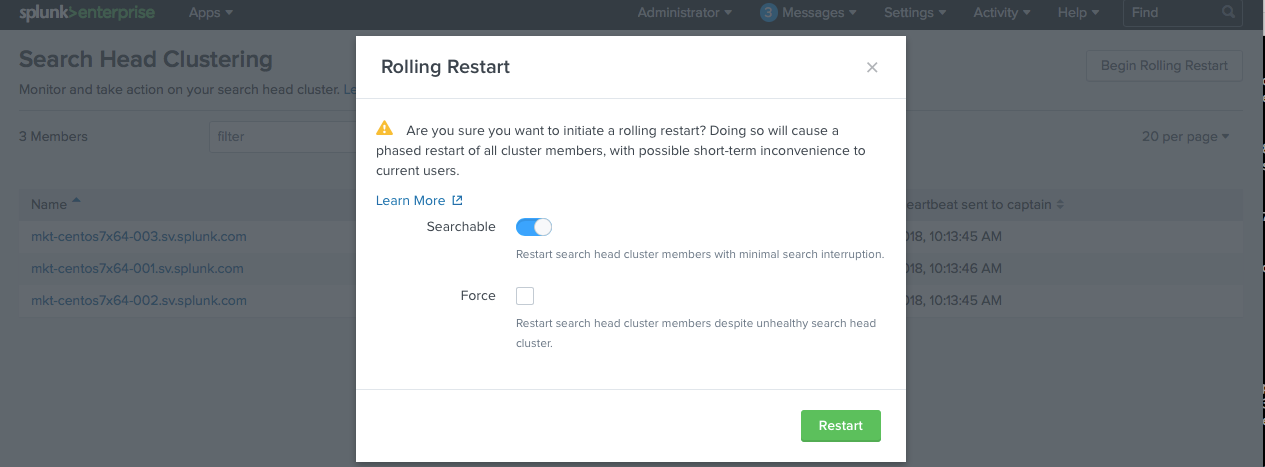 splunk>enterprise Apps Administrator 3 Messages Settings Activity Help Find
Rolling Restart
Search Head Clustering
Begin Rolling Restart
Monitor and take action on your search head cluster. Le
Are you sure you want to initiate a rolling restart? Doing so will cause a
phased restart of all cluster members, with possible short-term inconvenience to
current users.
3 Members filter 20 per page
Learn More
Name eartbeat sent to captain
Searchable
Restart search head cluster members with minimal search interruption.
mkt-centos7x64-003.sv.splunk.com 018, 10:13:45 AM
mkt-centos7x64-001.sv.splunk.com 018, 10:13:46 AM
mkt-centos7x64-002.sv.splunk.com 018, 10:13:45 AM
Force
Restart search head cluster members despite unhealthy search head
cluster.
Restart